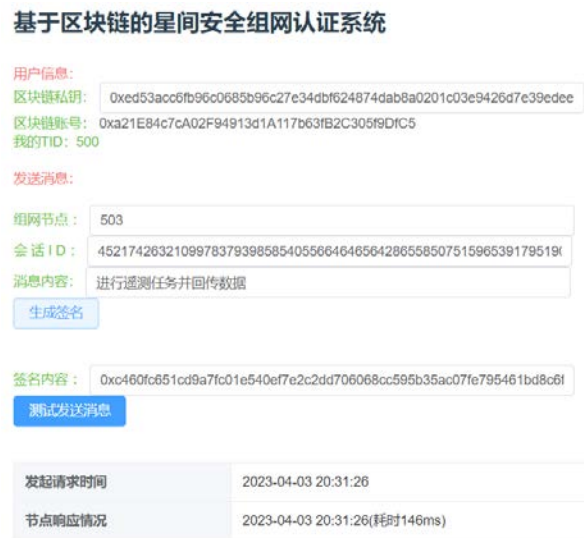 基于区块链的星间安全组网认证系统
用户信息:
区块链私钥: 0xed53acc6fb96c0685b96c27e34dbf624874dab8a0201c03e9426d7e39edee
区块链账号: 0xa21E84c7cA02F94913d1A117b63fB2C305f9DfC5
我的TID: 500
发送消息:
组网节点: 503
会话ID: 4521742632109978379398585405566464656428655850751596539179519(
消息内容: 进行遥测任务并回传数据
生成签名
签名内容: 0xc460fc651cd9a7fc01e540ef7e2c2dd706068cc595b35ac07fe795461bd8c6f
测试发送消息
发起请求时间 2023-04-03 20:31:26
节点响应情况 2023-04-03 20:31:26(耗时146ms)